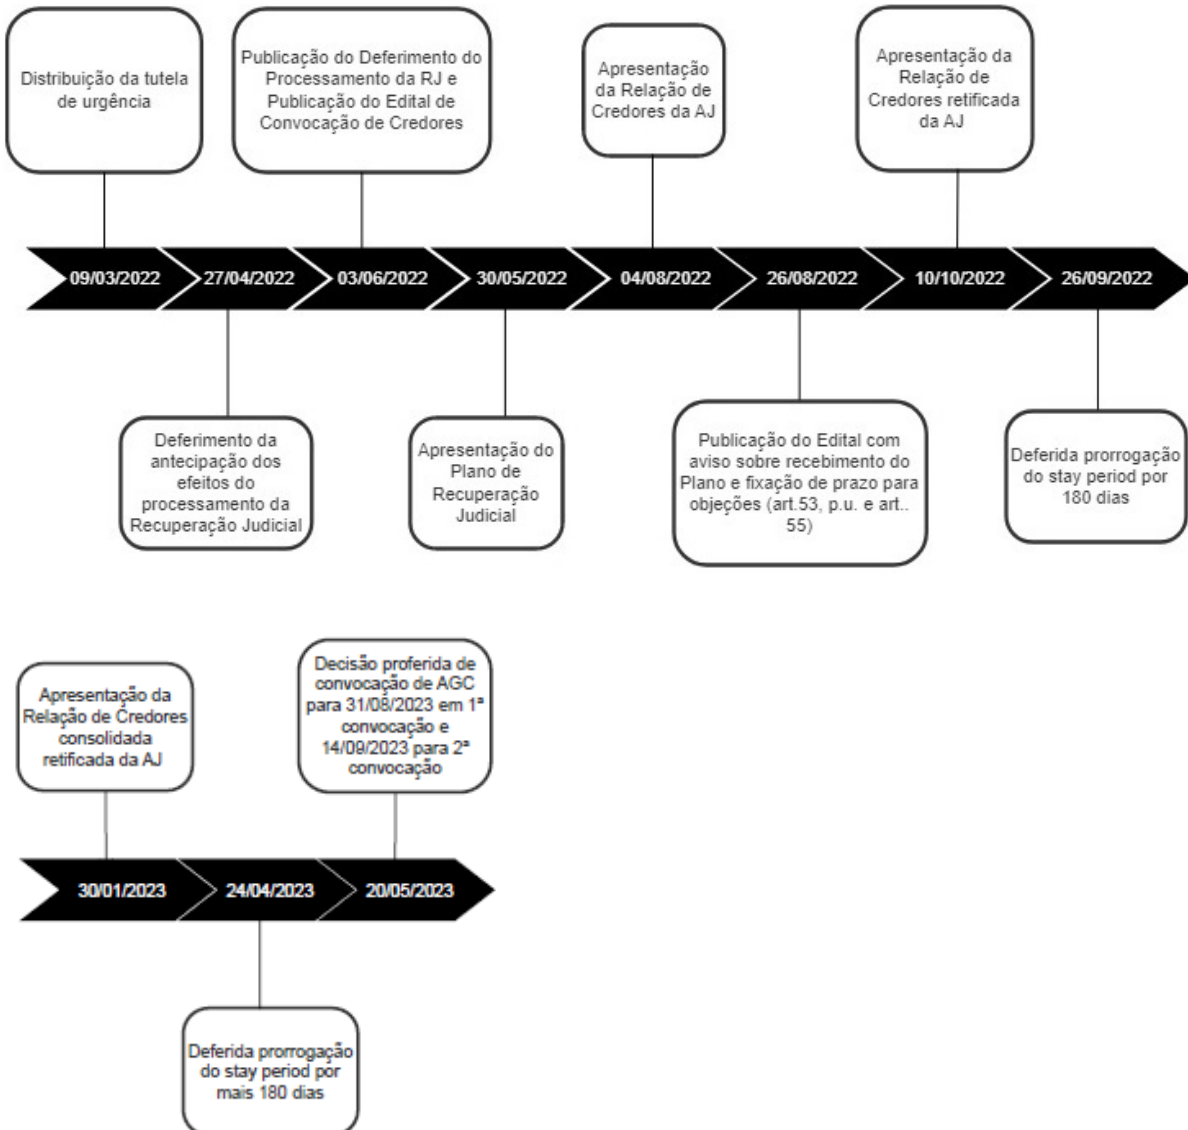 Distribuição da tutela
de urgência
Publicação do Deferimento do
Processamento da RJ e
Publicação do Edital de
Convocação de Credores
Apresentação
da Relação de
Credores da AJ
Apresentação da
Relação de
Credores retificada
da AJ
09/03/2022
27/04/2022
03/06/2022
30/05/2022
04/08/2022
26/08/2022
10/10/2022
26/09/2022
Deferimento da
antecipação dos
efeitos do
processamento da
Recuperação Judicial
Apresentação do
Plano de
Recuperação
Judicial
Publicação do Edital com
aviso sobre recebimento do
Plano e fixação de prazo para
objeções (art.53, p.u. e art..
55)
Deferida prorrogação
do stay period por
180 dias
Apresentação da
Relação de Credores
consolidada
retificada da AJ
Decisão proferida de
convocação de AGC
para 31/08/2023 em 1ª
convocação e
14/09/2023 para 2ª
convocação
30/01/2023
24/04/2023
20/05/2023
Deferida prorrogação
do stay period por
mais 180 dias